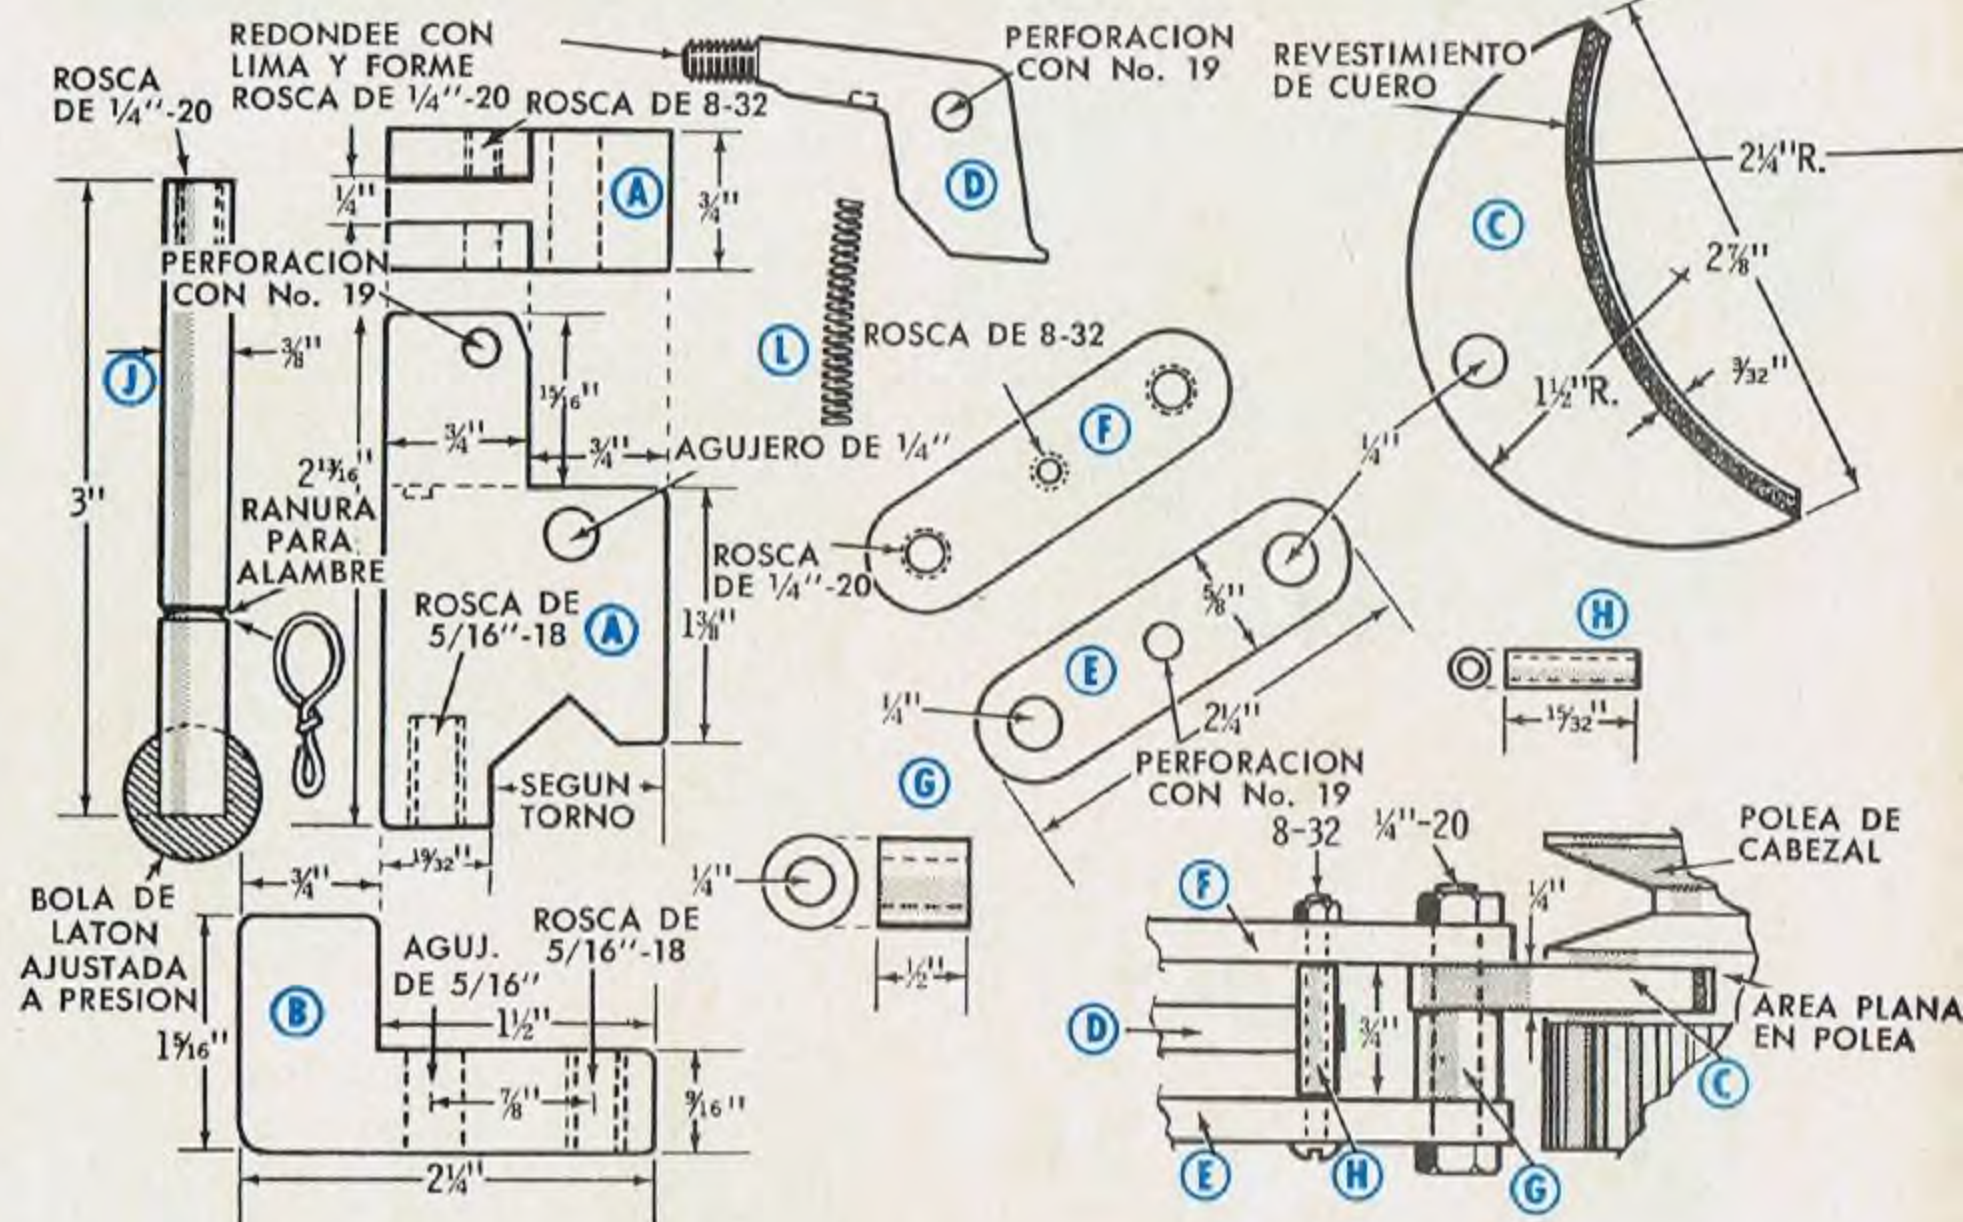 ROSCA
DE 1/4"-20
REDONDEE CON
LIMA Y FORME
ROSCA DE 1/4"-20
ROSCA DE 8-32
1/4"
3/4"
A
PERFORACION
CON No. 19
J
3"
3/8"
2 13/16"
15/16"
3/4"
3/4"
AGUJERO DE 1/4"
RANURA
PARA
ALAMBRE
ROSCA DE
5/16"-18
A
1 3/8"
SEGUN
TORNO
19/32"
3/4"
BOLA DE
LATON
AJUSTADA
A PRESION
1 5/16"
B
AGUJ.
DE 5/16"
ROSCA DE
5/16"-18
1 1/2"
7/8"
9/16"
2 1/4"
PERFORACION
CON No. 19
D
L
ROSCA DE 8-32
F
ROSCA
DE 1/4"-20
5/8"
E
1/4"
2 1/4"
PERFORACION
CON No. 19
G
1/4"
1/2"
REVESTIMIENTO
DE CUERO
2 1/4"R.
C
2 7/8"
1 1/2"R.
3/32"
1/4"
H
15/32"
8-32
1/4"-20
POLEA DE
CABEZAL
F
1/4"
D
3/4"
AREA PLANA
EN POLEA
C
E
H
G